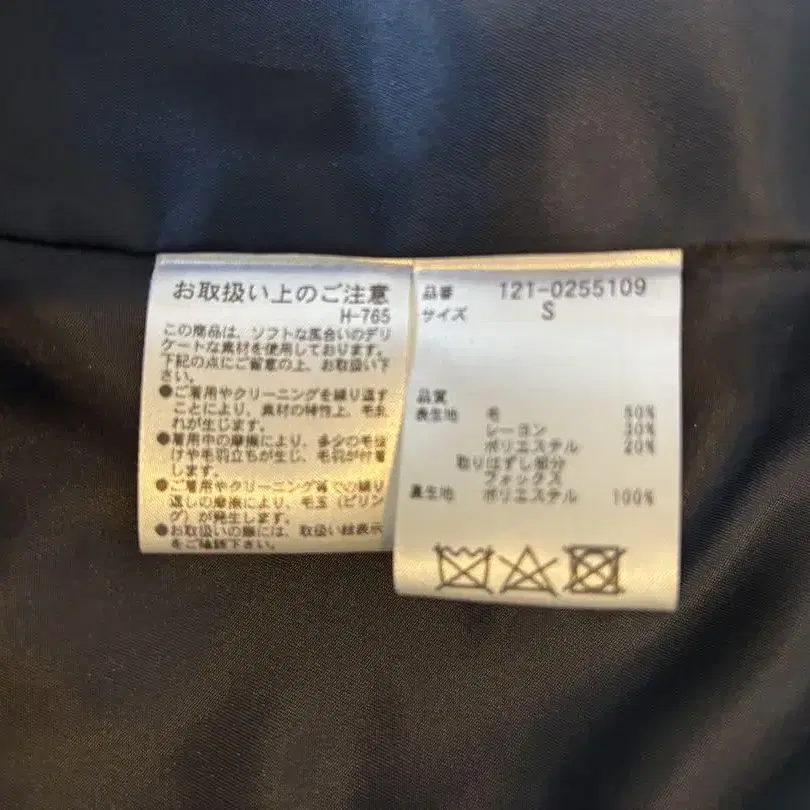 お取扱い上のご注意
H-765
この商品は、ソフトな風合いのデリ
ケートな素材を使用しております。
下記の点にご留意の上、お取扱い下
さい。
●ご着用やクリーニングを繰り返す
ことにより、素材の特性上、毛乱
れが生じます。
●着用中の摩擦により、多少の毛抜
けや毛羽立ちが生じ、毛羽が付着
します。
●ご着用やクリーニング等での繰り
返しの摩擦により、毛玉（ピリン
グ）が発生します。
●お取扱いの際には、取扱い絵表示
をご確認下さい。
品番 121-0255109
サイズ S
品質
表生地 毛 50%
レーヨン 30%
ポリエステル 20%
取りはずし部分
フォックス
裏生地 ポリエステル 100%